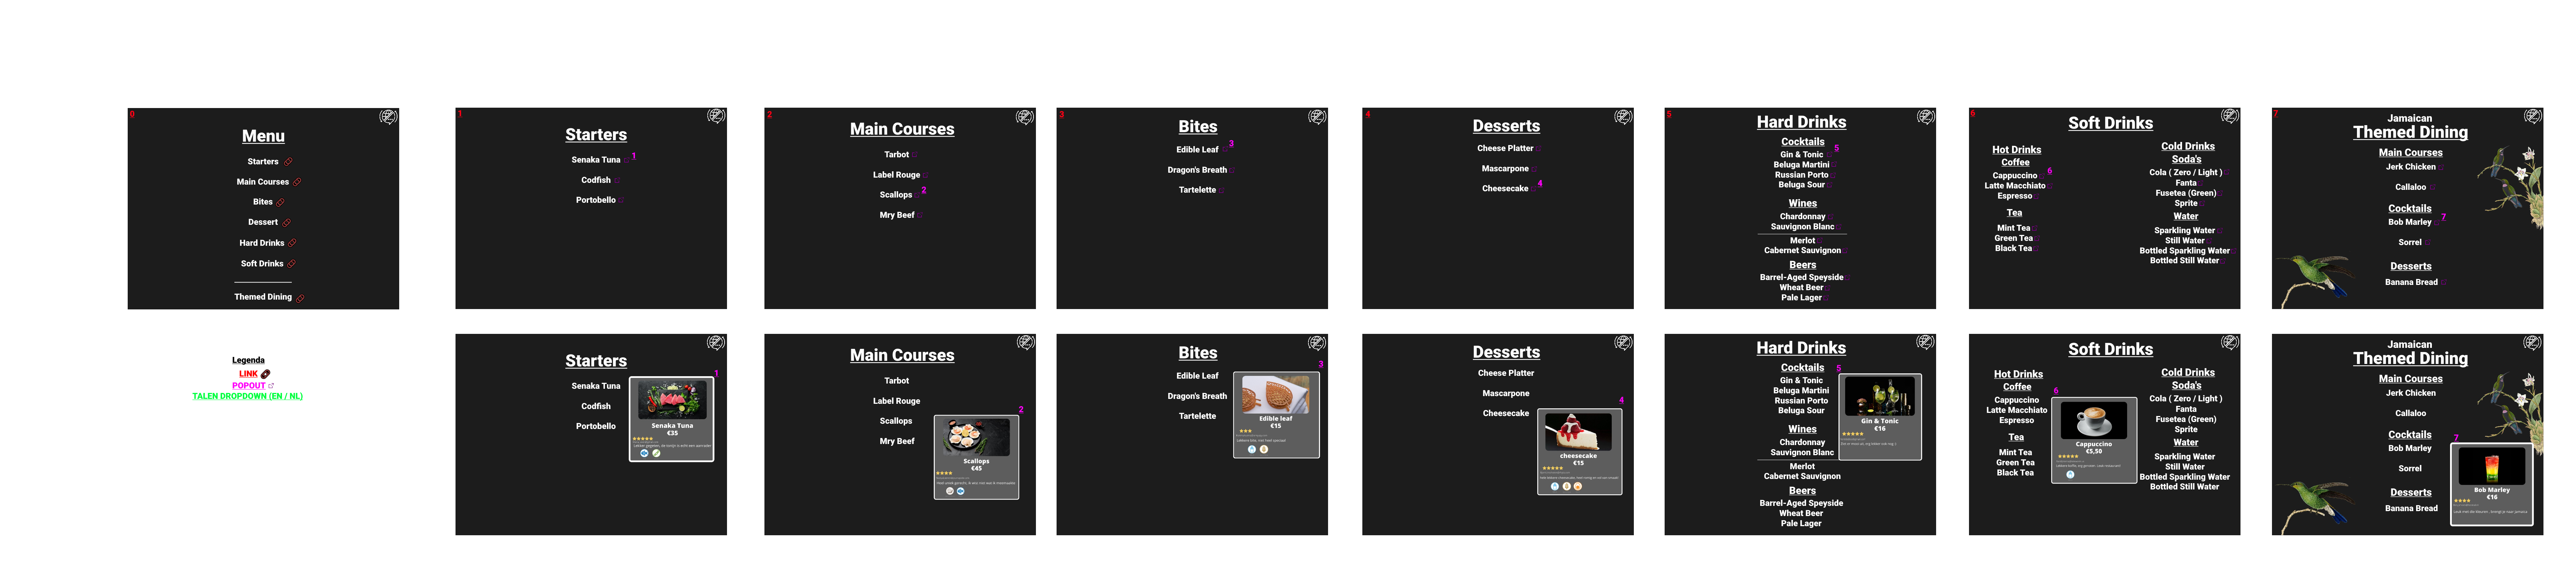 0
Menu
Starters
Main Courses
Bites
Dessert
Hard Drinks
Soft Drinks
Themed Dining
1
Starters
Senaka Tuna 1
Codfish
Portobello
2
Main Courses
Tarbot
Label Rouge
Scallops 2
Mry Beef
3
Bites
Edible Leaf 3
Dragon's Breath
Tartelette
4
Desserts
Cheese Platter
Mascarpone
Cheesecake 4
5
Hard Drinks
Cocktails
Gin & Tonic 5
Beluga Martini
Russian Porto
Beluga Sour
Wines
Chardonnay
Sauvignon Blanc
Merlot
Cabernet Sauvignon
Beers
Barrel-Aged Speyside
Wheat Beer
Pale Lager
6
Soft Drinks
Hot Drinks
Coffee
Cappucino 6
Latte Macchiato
Espresso
Tea
Mint Tea
Green Tea
Black Tea
Cold Drinks
Soda's
Cola ( Zero / Light )
Fanta
Fusetea (Green)
Sprite
Water
Sparkling Water
Still Water
Bottled Sparkling Water
Bottled Still Water
7
Jamaican
Themed Dining
Main Courses
Jerk Chicken
Callaloo
Cocktails
Bob Marley 7
Sorrel
Desserts
Banana Bread
Legenda
LINK
POPOUT
TALEN DROPDOWN (EN / NL)
Starters
Senaka Tuna
Codfish
Portobello
1
Senaka Tuna
€35
Main Courses
Tarbot
Label Rouge
Scallops
Mry Beef
2
Scallops
€45
Bites
Edible Leaf
Dragon's Breath
Tartelette
3
Edible leaf
€15
Desserts
Cheese Platter
Mascarpone
Cheesecake
4
cheesecake
€15
Hard Drinks
Cocktails
Gin & Tonic
Beluga Martini
Russian Porto
Beluga Sour
Wines
Chardonnay
Sauvignon Blanc
Merlot
Cabernet Sauvignon
Beers
Barrel-Aged Speyside
Wheat Beer
Pale Lager
5
Gin & Tonic
€16
Soft Drinks
Hot Drinks
Coffee
Cappucino
Latte Macchiato
Espresso
Tea
Mint Tea
Green Tea
Black Tea
6
Cappucino
€5,50
Cold Drinks
Soda's
Cola ( Zero / Light )
Fanta
Fusetea (Green)
Sprite
Water
Sparkling Water
Still Water
Bottled Sparkling Water
Bottled Still Water
Jamaican
Themed Dining
Main Courses
Jerk Chicken
Callaloo
Cocktails
Bob Marley
Sorrel
Desserts
Banana Bread
7
Bob Marley
€16